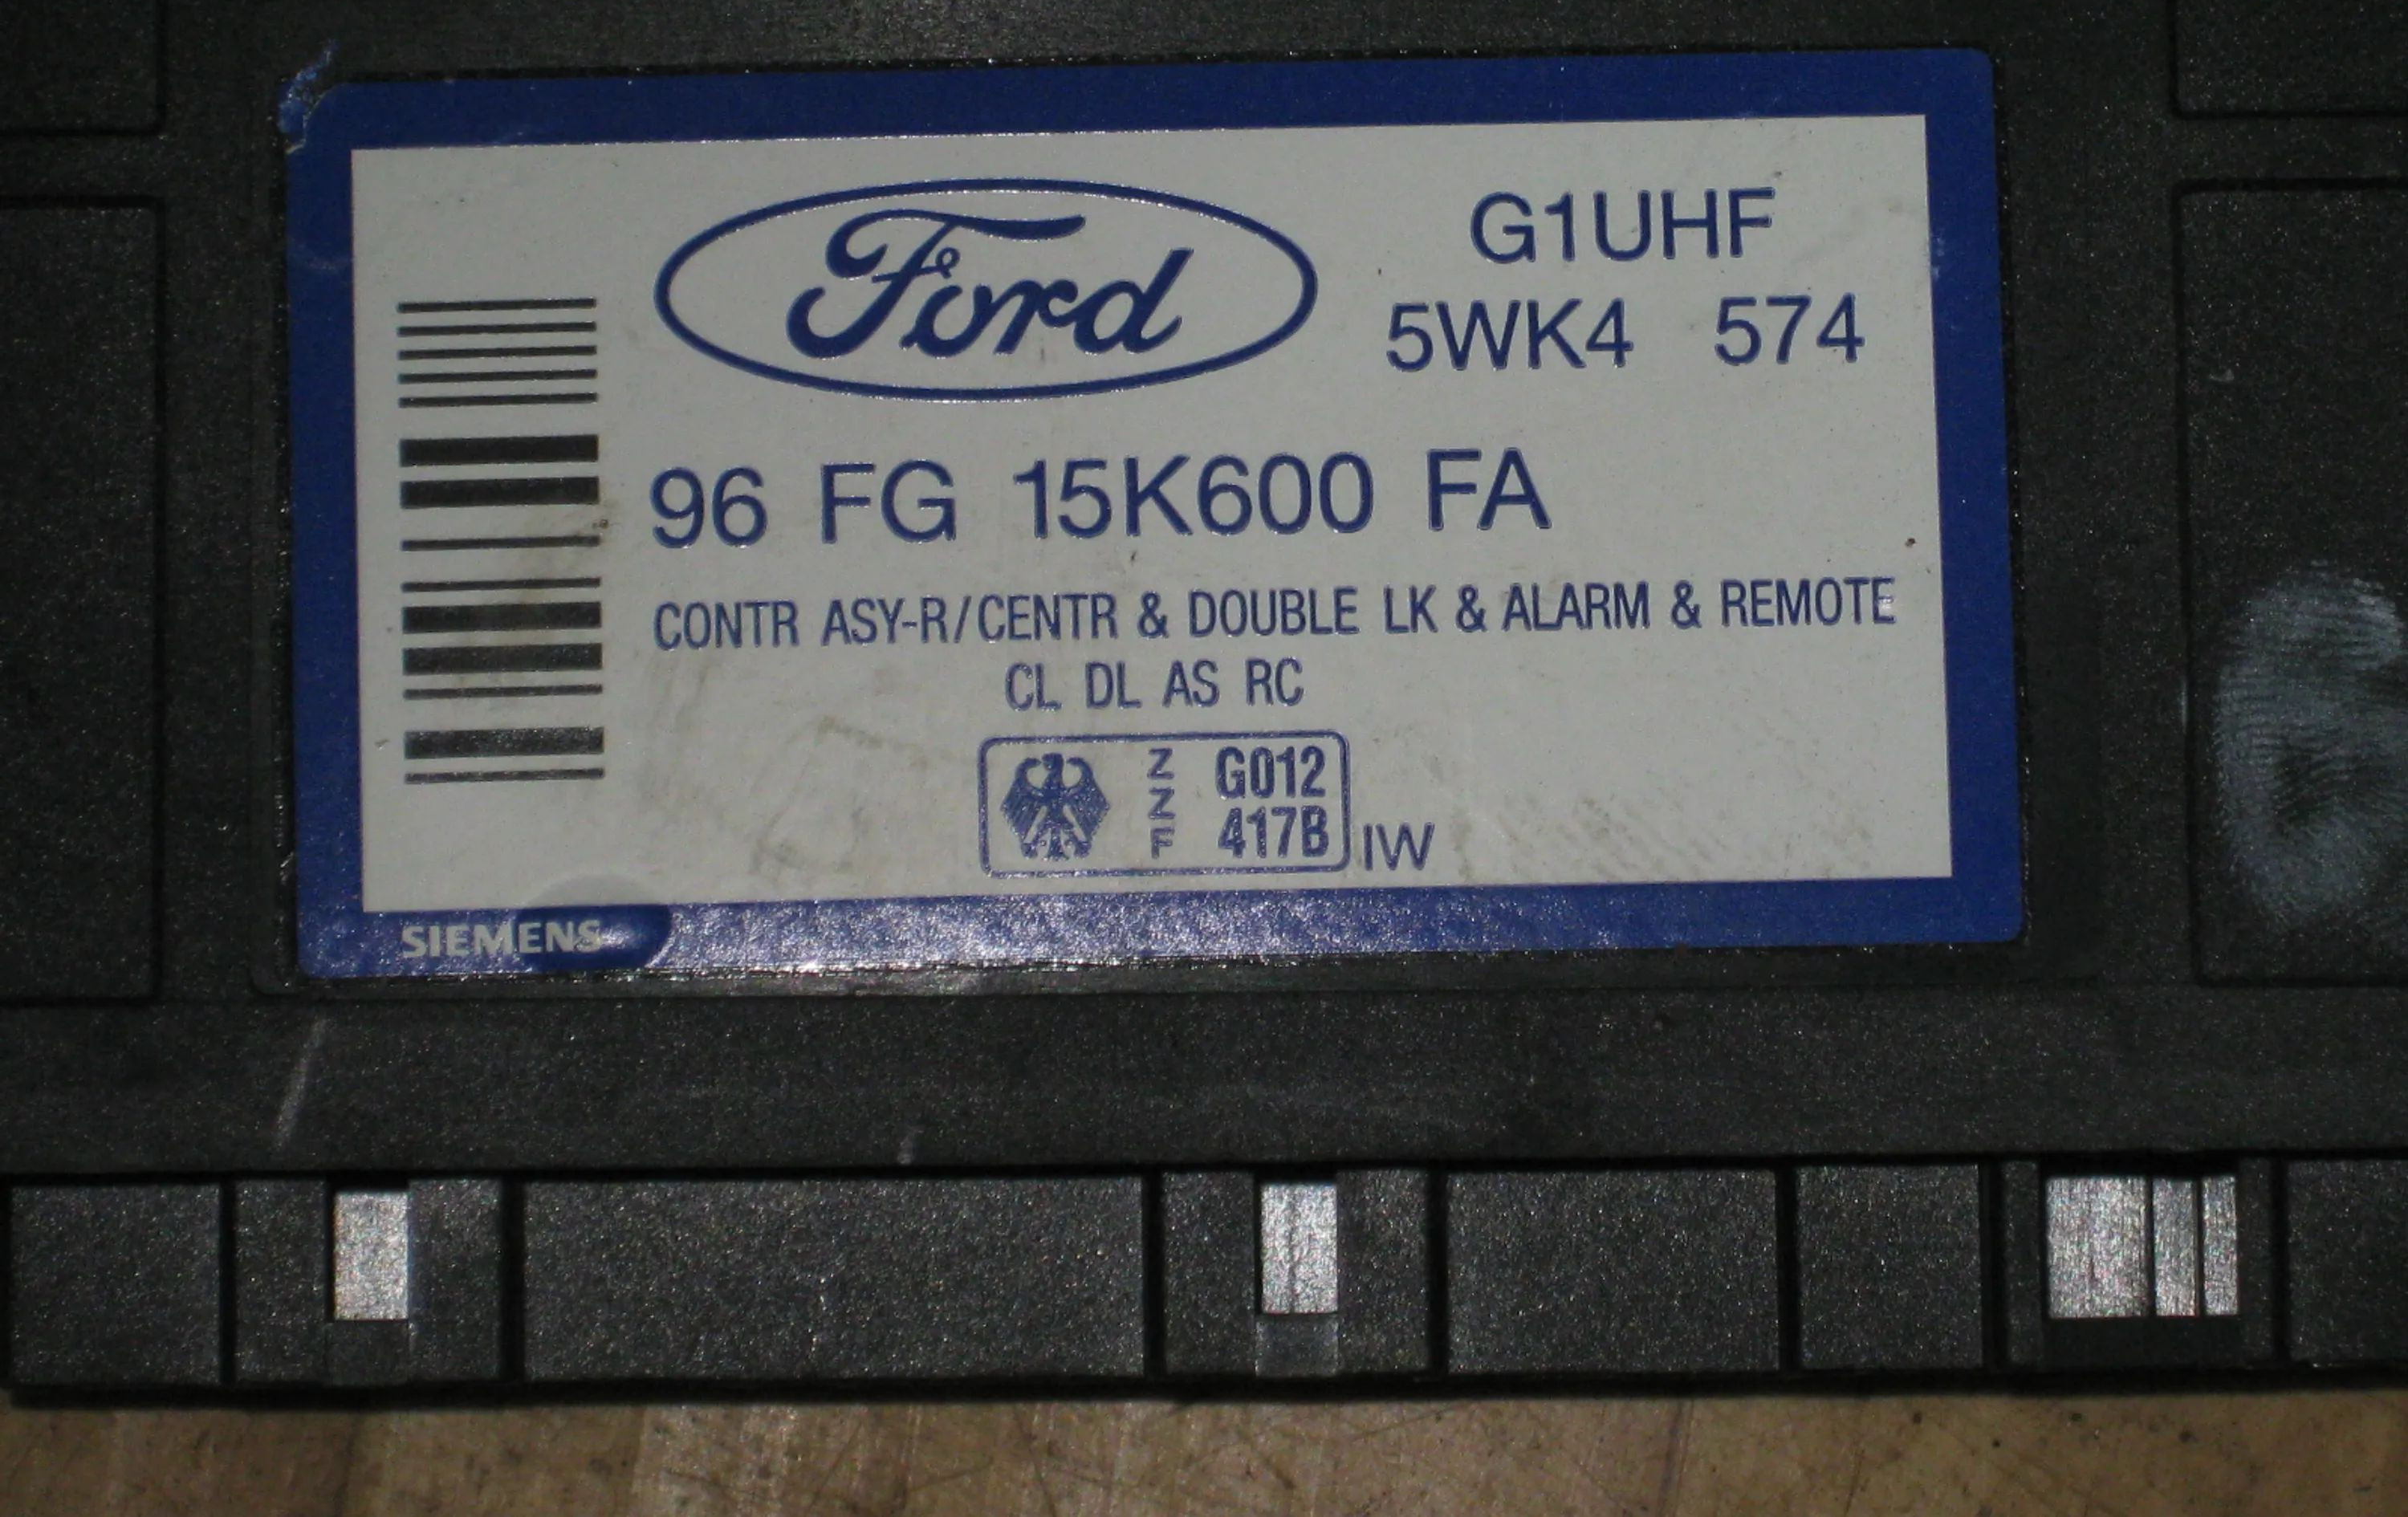 Ford
G1UHF
5WK4 574
96 FG 15K600 FA
CONTR ASY-R/CENTR & DOUBLE LK & ALARM & REMOTE
CL DL AS RC
ZZF
G012
417B
IW
SIEMENS